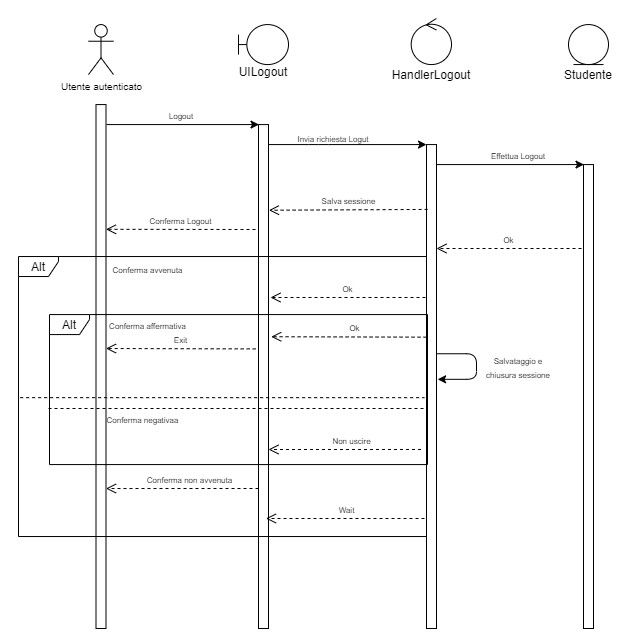 Utente autenticato
UILogout
HandlerLogout
Studente
Logout
Invia richiesta Logut
Effettua Logout
Salva sessione
Conferma Logout
Ok
Alt
Conferma avvenuta
Ok
Alt
Conferma affermativa
Ok
Exit
Salvataggio e
chiusura sessione
Conferma negativaa
Non uscire
Conferma non avvenuta
Wait